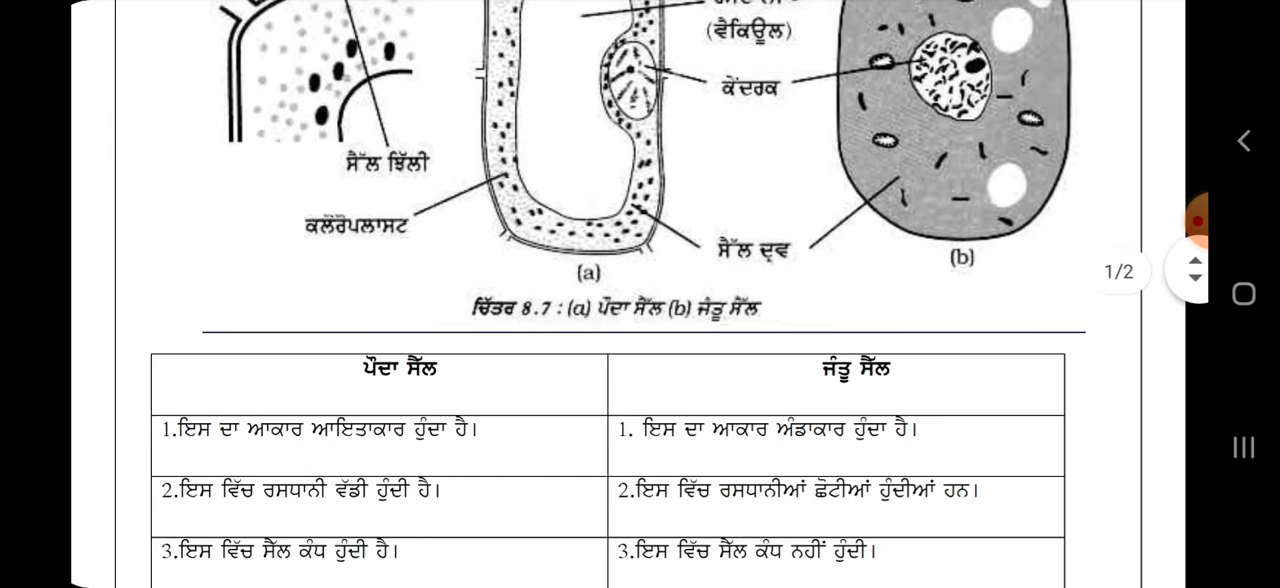 (ਵੈਕਿਊਲ)
ਕੇਂਦਰਕ
ਸੈੱਲ ਝਿੱਲੀ
ਕਲੋਰੋਪਲਾਸਟ
ਸੈੱਲ ਦ੍ਰਵ
(a)
(b)
1/2
ਚਿੱਤਰ 8.7 : (a) ਪੌਦਾ ਸੈੱਲ (b) ਜੰਤੂ ਸੈੱਲ
ਪੌਦਾ ਸੈੱਲ
ਜੰਤੂ ਸੈੱਲ
1.ਇਸ ਦਾ ਆਕਾਰ ਆਇਤਾਕਾਰ ਹੁੰਦਾ ਹੈ।
1. ਇਸ ਦਾ ਆਕਾਰ ਅੰਡਾਕਾਰ ਹੁੰਦਾ ਹੈ।
2.ਇਸ ਵਿੱਚ ਰਸਧਾਨੀ ਵੱਡੀ ਹੁੰਦੀ ਹੈ।
2.ਇਸ ਵਿੱਚ ਰਸਧਾਨੀਆਂ ਛੋਟੀਆਂ ਹੁੰਦੀਆਂ ਹਨ।
3.ਇਸ ਵਿੱਚ ਸੈੱਲ ਕੰਧ ਹੁੰਦੀ ਹੈ।
3.ਇਸ ਵਿੱਚ ਸੈੱਲ ਕੰਧ ਨਹੀਂ ਹੁੰਦੀ।